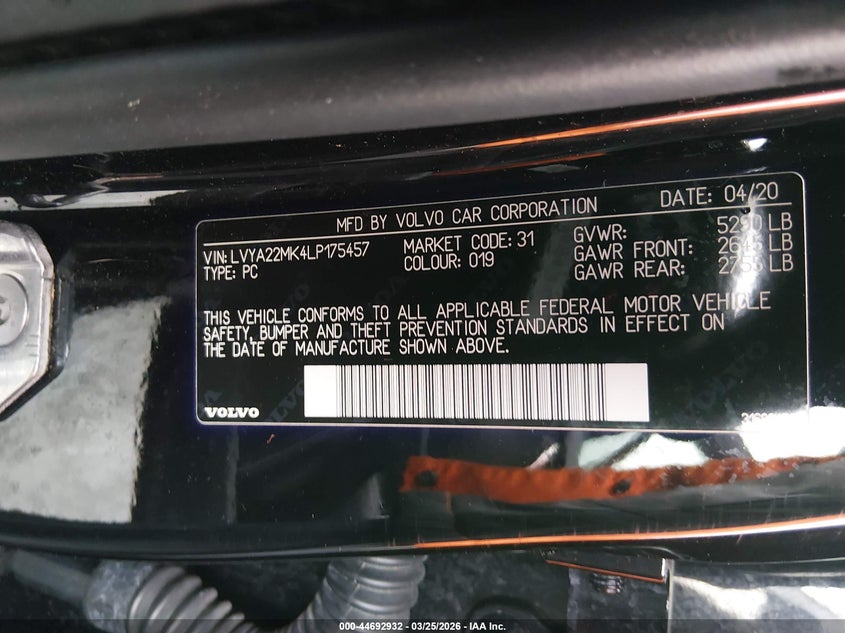 MFD BY VOLVO CAR CORPORATION DATE: 04/20
VIN: LVYA22MK4LP175457 MARKET CODE: 31 GVWR: LB
TYPE: PC COLOUR: 019 GAWR FRONT: LB
GAWR REAR: LB
THIS VEHICLE CONFORMS TO ALL APPLICABLE FEDERAL MOTOR VEHICLE
SAFETY, BUMPER AND THEFT PREVENTION STANDARDS IN EFFECT ON
THE DATE OF MANUFACTURE SHOWN ABOVE.
VOLVO
000-44692932 - 03/25/2026 - IAA Inc.